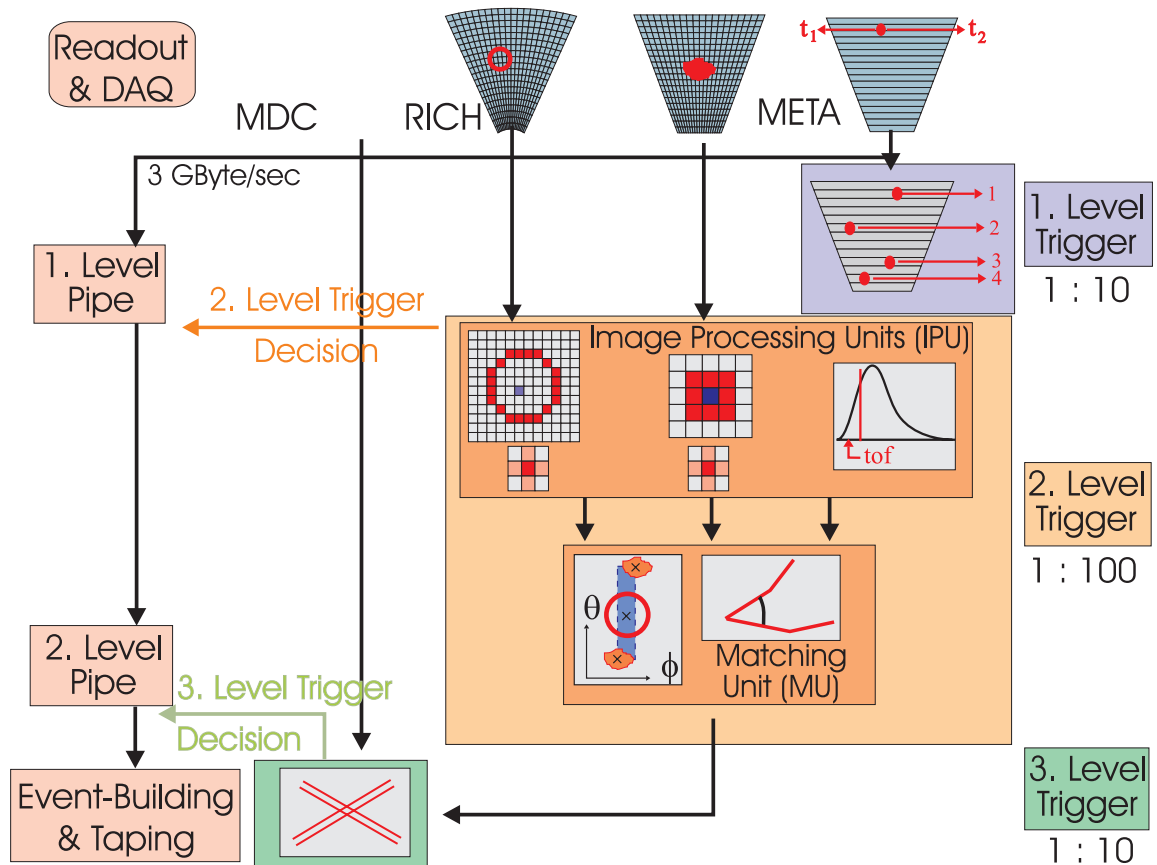 Readout
& DAQ
t₁
t₂
MDC
RICH
META
3 GByte/sec
1
2
3
4
1. Level
Trigger
1 : 10
1. Level
Pipe
2. Level Trigger
Decision
Image Processing Units (IPU)
tof
2. Level
Trigger
1 : 100
θ
ϕ
Matching
Unit (MU)
2. Level
Pipe
3. Level Trigger
Decision
Event-Building
& Taping
3. Level
Trigger
1 : 10